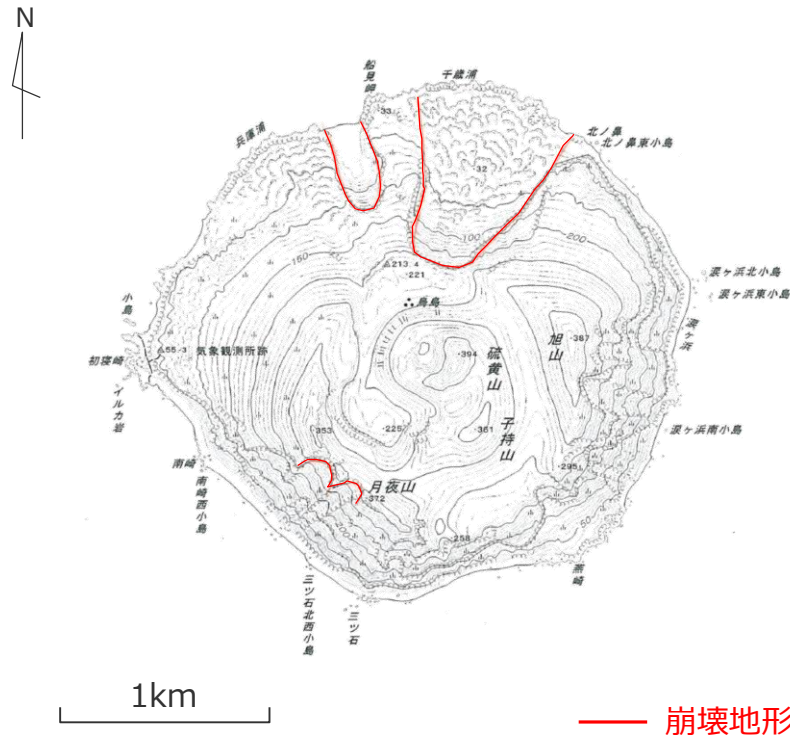 N
船見岬
千歳浦
33
兵庫浦
北ノ鼻
北ノ鼻東小島
32
100
200
150
213.4
221
涙ヶ浜北小島
涙ヶ浜東小島
鳥島
小島
涙ヶ浜
旭山
387
硫黄山
394
55.3
気象観測所跡
初寝崎
イルカ岩
子持山
361
353
225
涙ヶ浜南小島
南崎
295
月夜山
372
南崎西小島
50
258
燕崎
三ツ石北西小島
三ツ石
1km
崩壊地形